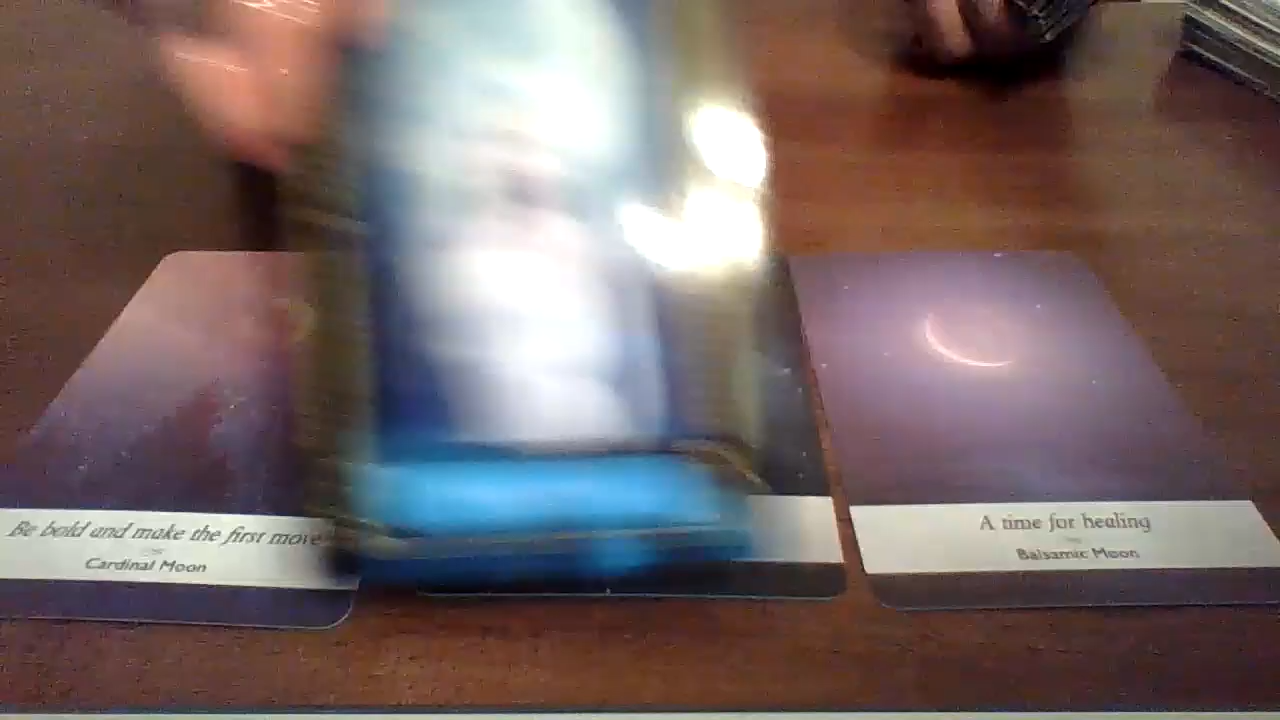 Be bold and make the first move
Cardinal Moon
A time for healing
Balsamic Moon